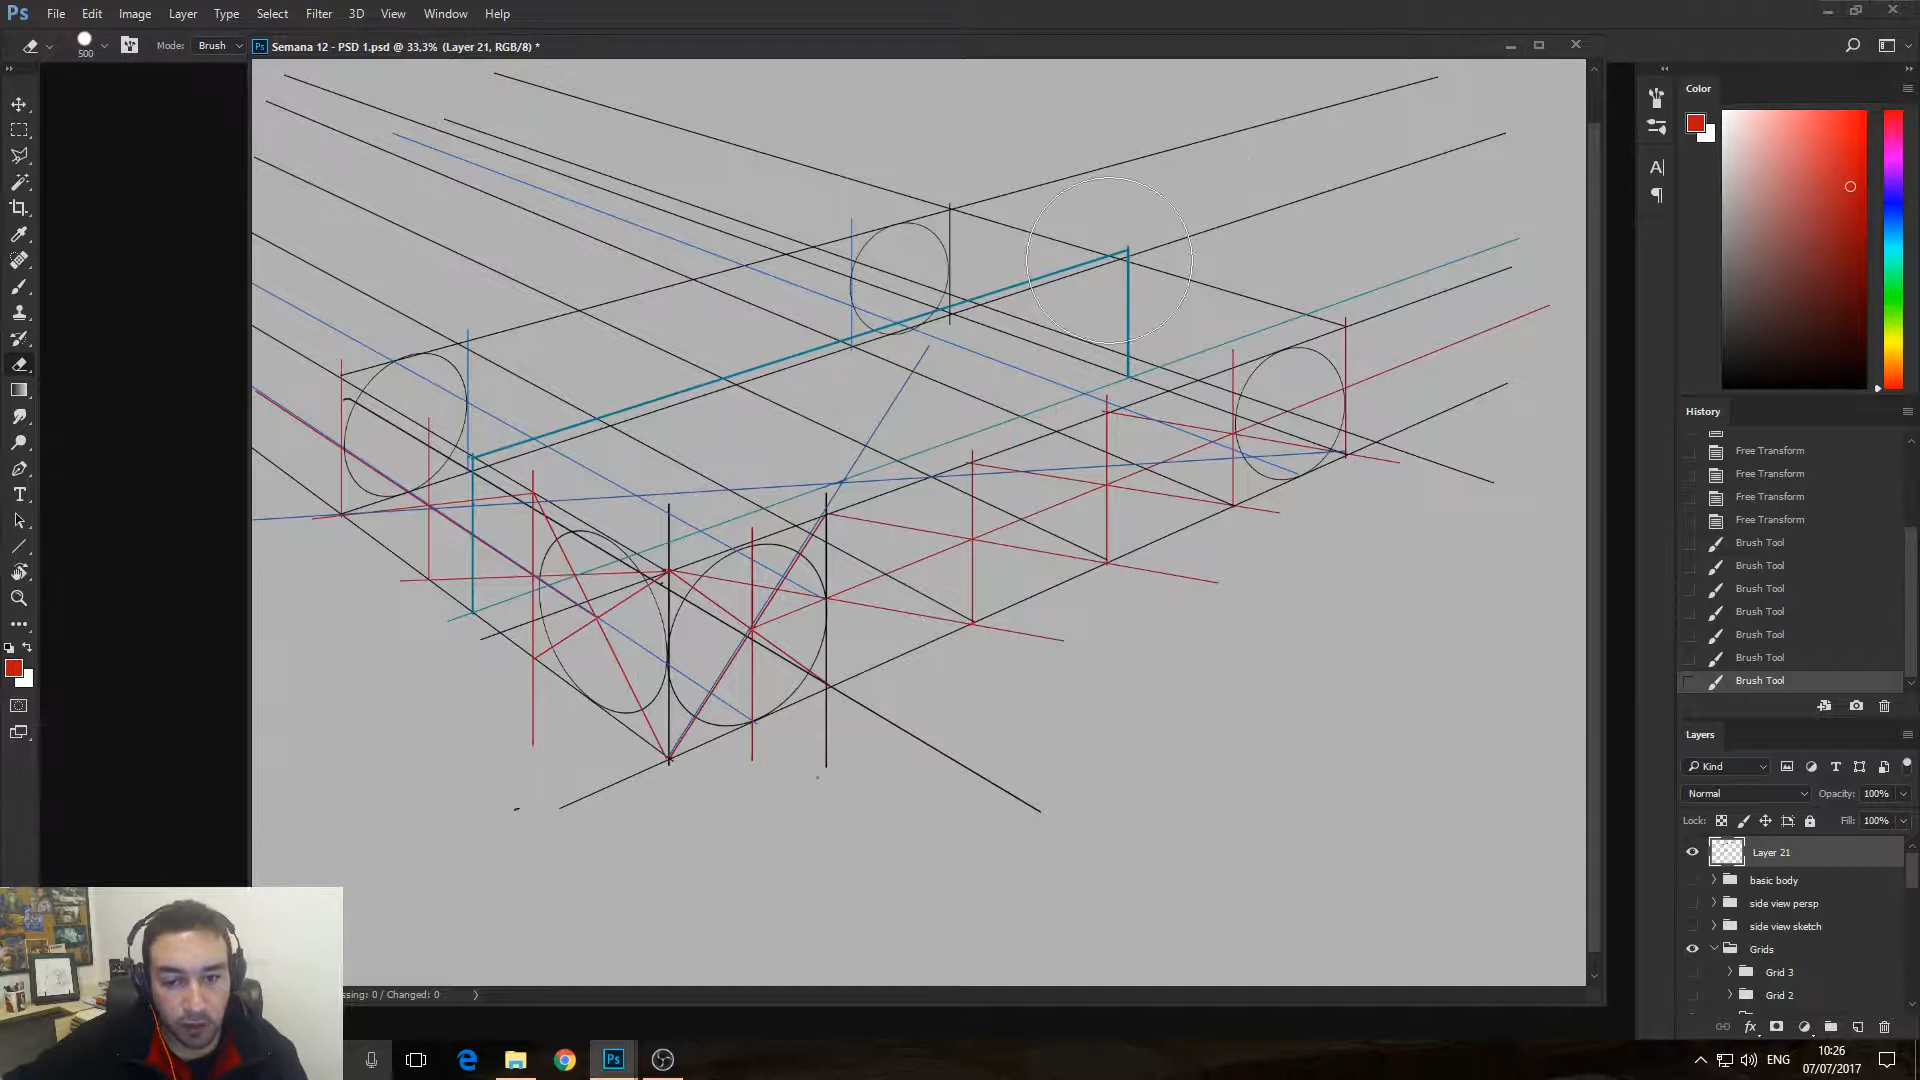 Ps File Edit Image Layer Type Select Filter 3D View Window Help
500 Mode: Brush
Ps Semana 12 - PSD 1.psd @ 33,3% (Layer 21, RGB/8) *
Color
History
Free Transform
Free Transform
Free Transform
Free Transform
Brush Tool
Brush Tool
Brush Tool
Brush Tool
Brush Tool
Brush Tool
Brush Tool
Layers
Kind
Normal Opacity: 100%
Lock: Fill: 100%
Layer 21
basic body
side view persp
side view sketch
Grids
Grid 3
Grid 2
0 / Changed: 0
Ps
ENG
10:26
07/07/2017